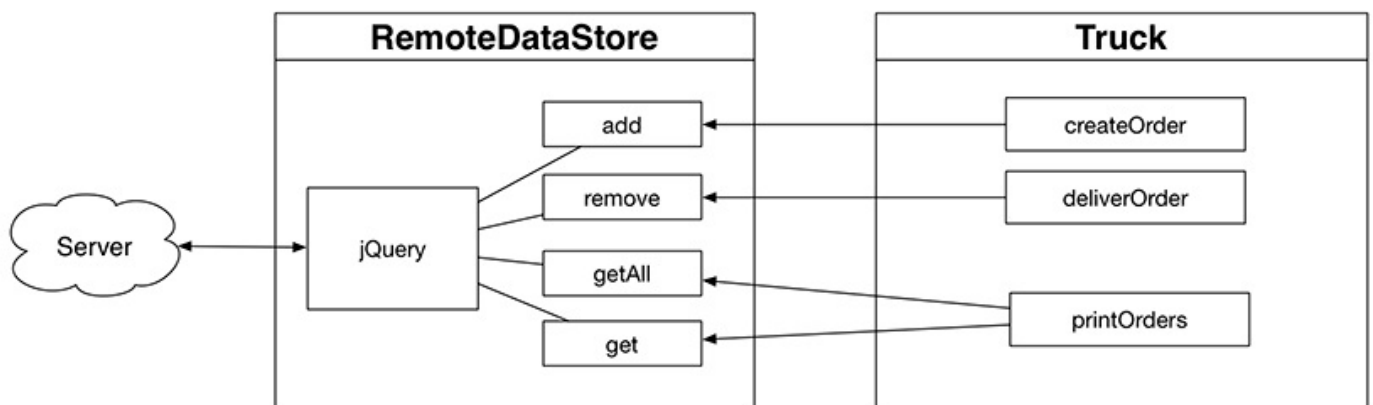 RemoteDataStore
Truck
add
createOrder
remove
deliverOrder
Server
jQuery
getAll
printOrders
get